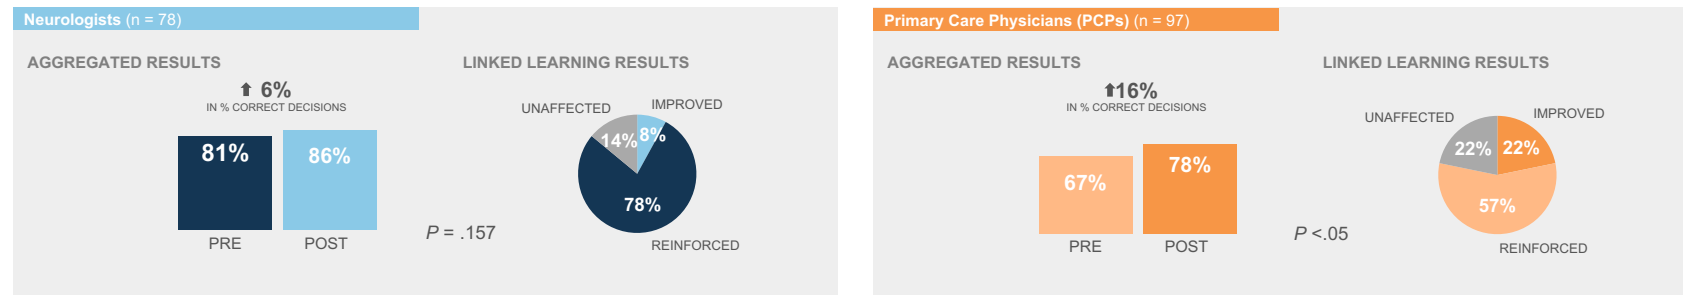 Neurologists (n = 78)
AGGREGATED RESULTS
6%
IN % CORRECT DECISIONS
81%
86%
PRE
POST
P = .157
LINKED LEARNING RESULTS
UNAFFECTED
IMPROVED
14%
8%
78%
REINFORCED
Primary Care Physicians (PCPs) (n = 97)
AGGREGATED RESULTS
16%
IN % CORRECT DECISIONS
67%
78%
PRE
POST
P <.05
LINKED LEARNING RESULTS
UNAFFECTED
IMPROVED
22%
22%
57%
REINFORCED